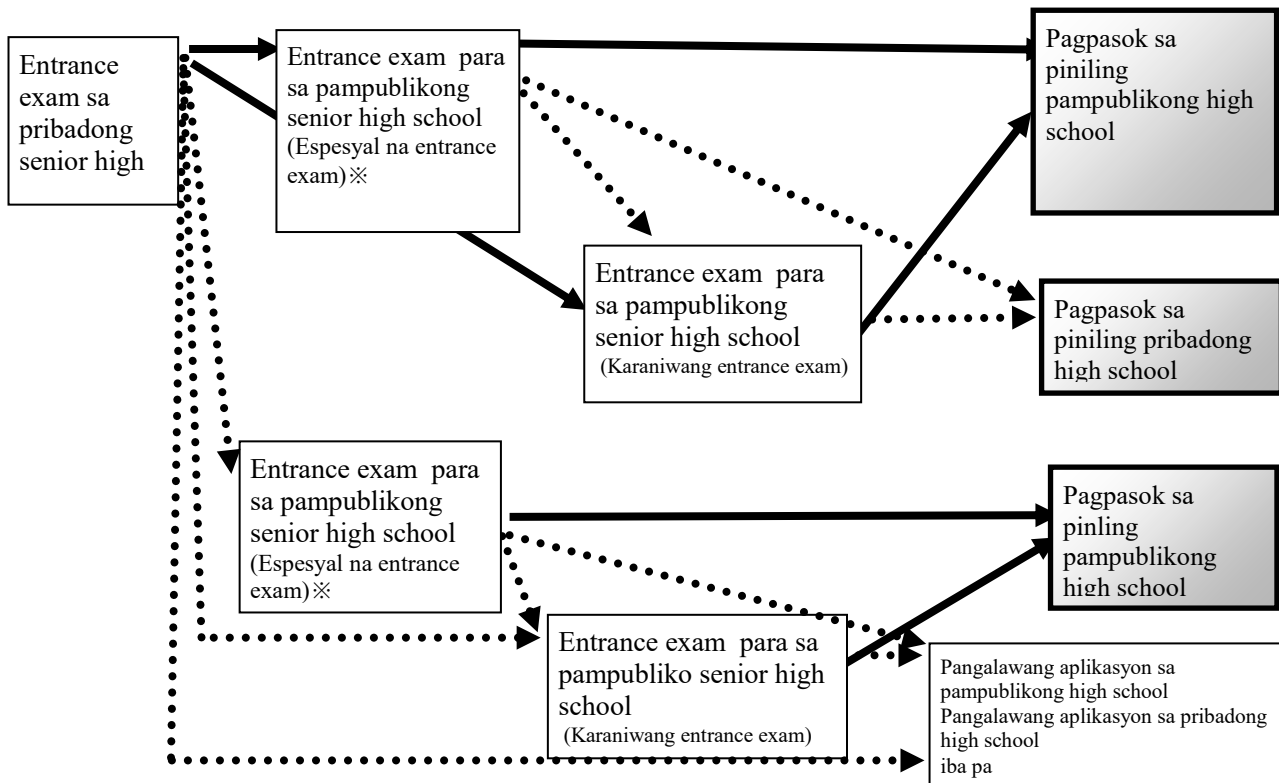 Entrance
exam sa
pribadong
senior high
Entrance exam para
sa pampublikong
senior high school
(Espesyal na entrance
exam)※
Pagpasok sa
piniling
pampublikong high
school
Entrance exam para
sa pampublikong
senior high school
(Karaniwang entrance exam)
Pagpasok sa
piniling pribadong
high school
Entrance exam para
sa pampublikong
senior high school
(Espesyal na entrance
exam)※
Pagpasok sa
pinling
pampublikong
high school
Entrance exam para sa
pampubliko senior high
school
(Karaniwang entrance exam)
Pangalawang aplikasyon sa
pampublikong high school
Pangalawang aplikasyon sa pribadong
high school
iba pa